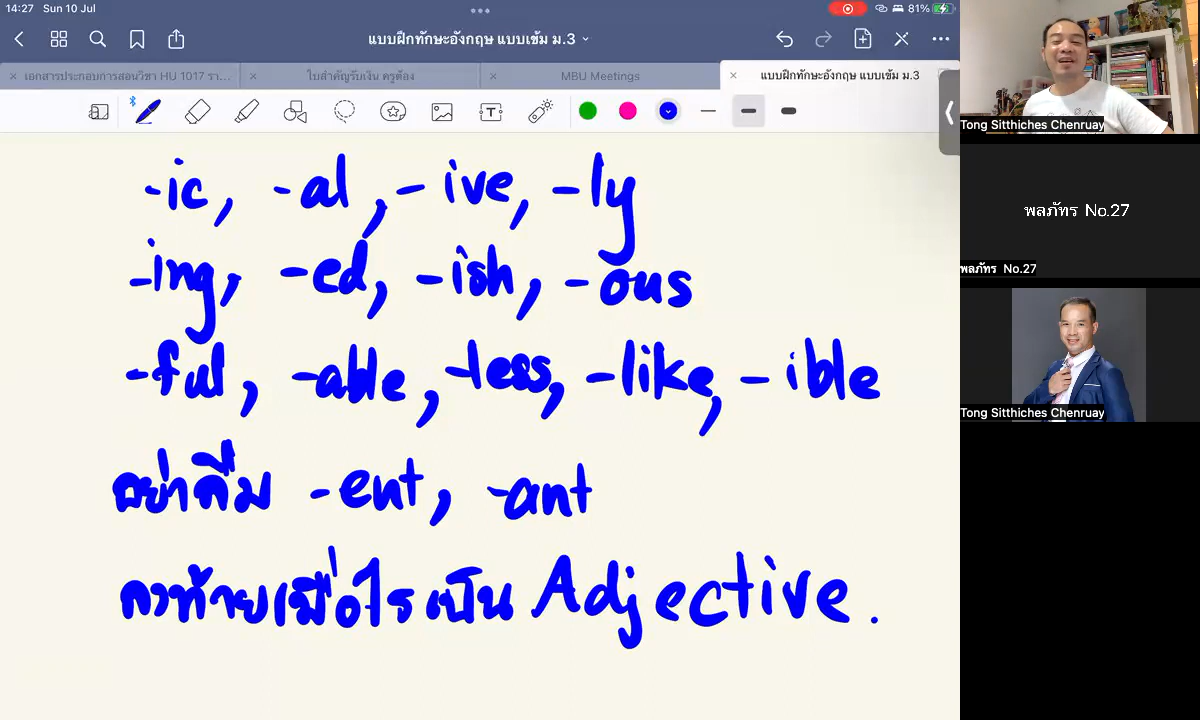 14:27 Sun 10 Jul
81%
แบบฝึกทักษะอังกฤษ แบบเข้ม ม.3
เอกสารประกอบการสอนวิชา HU 1017 รา...
ใบสำคัญรับเงิน ครูต้อง
MBU Meetings
แบบฝึกทักษะอังกฤษ แบบเข้ม ม.3
-ic, -al, -ive, -ly
-ing, -ed, -ish, -ous
-ful, -able, -less, -like, -ible
อย่าลืม -ent, -ant
ลงท้ายเมื่อไรเป็น Adjective.
Tong Sitthiches Chenruay
พลภัทร No.27
พลภัทร No.27
Tong Sitthiches Chenruay